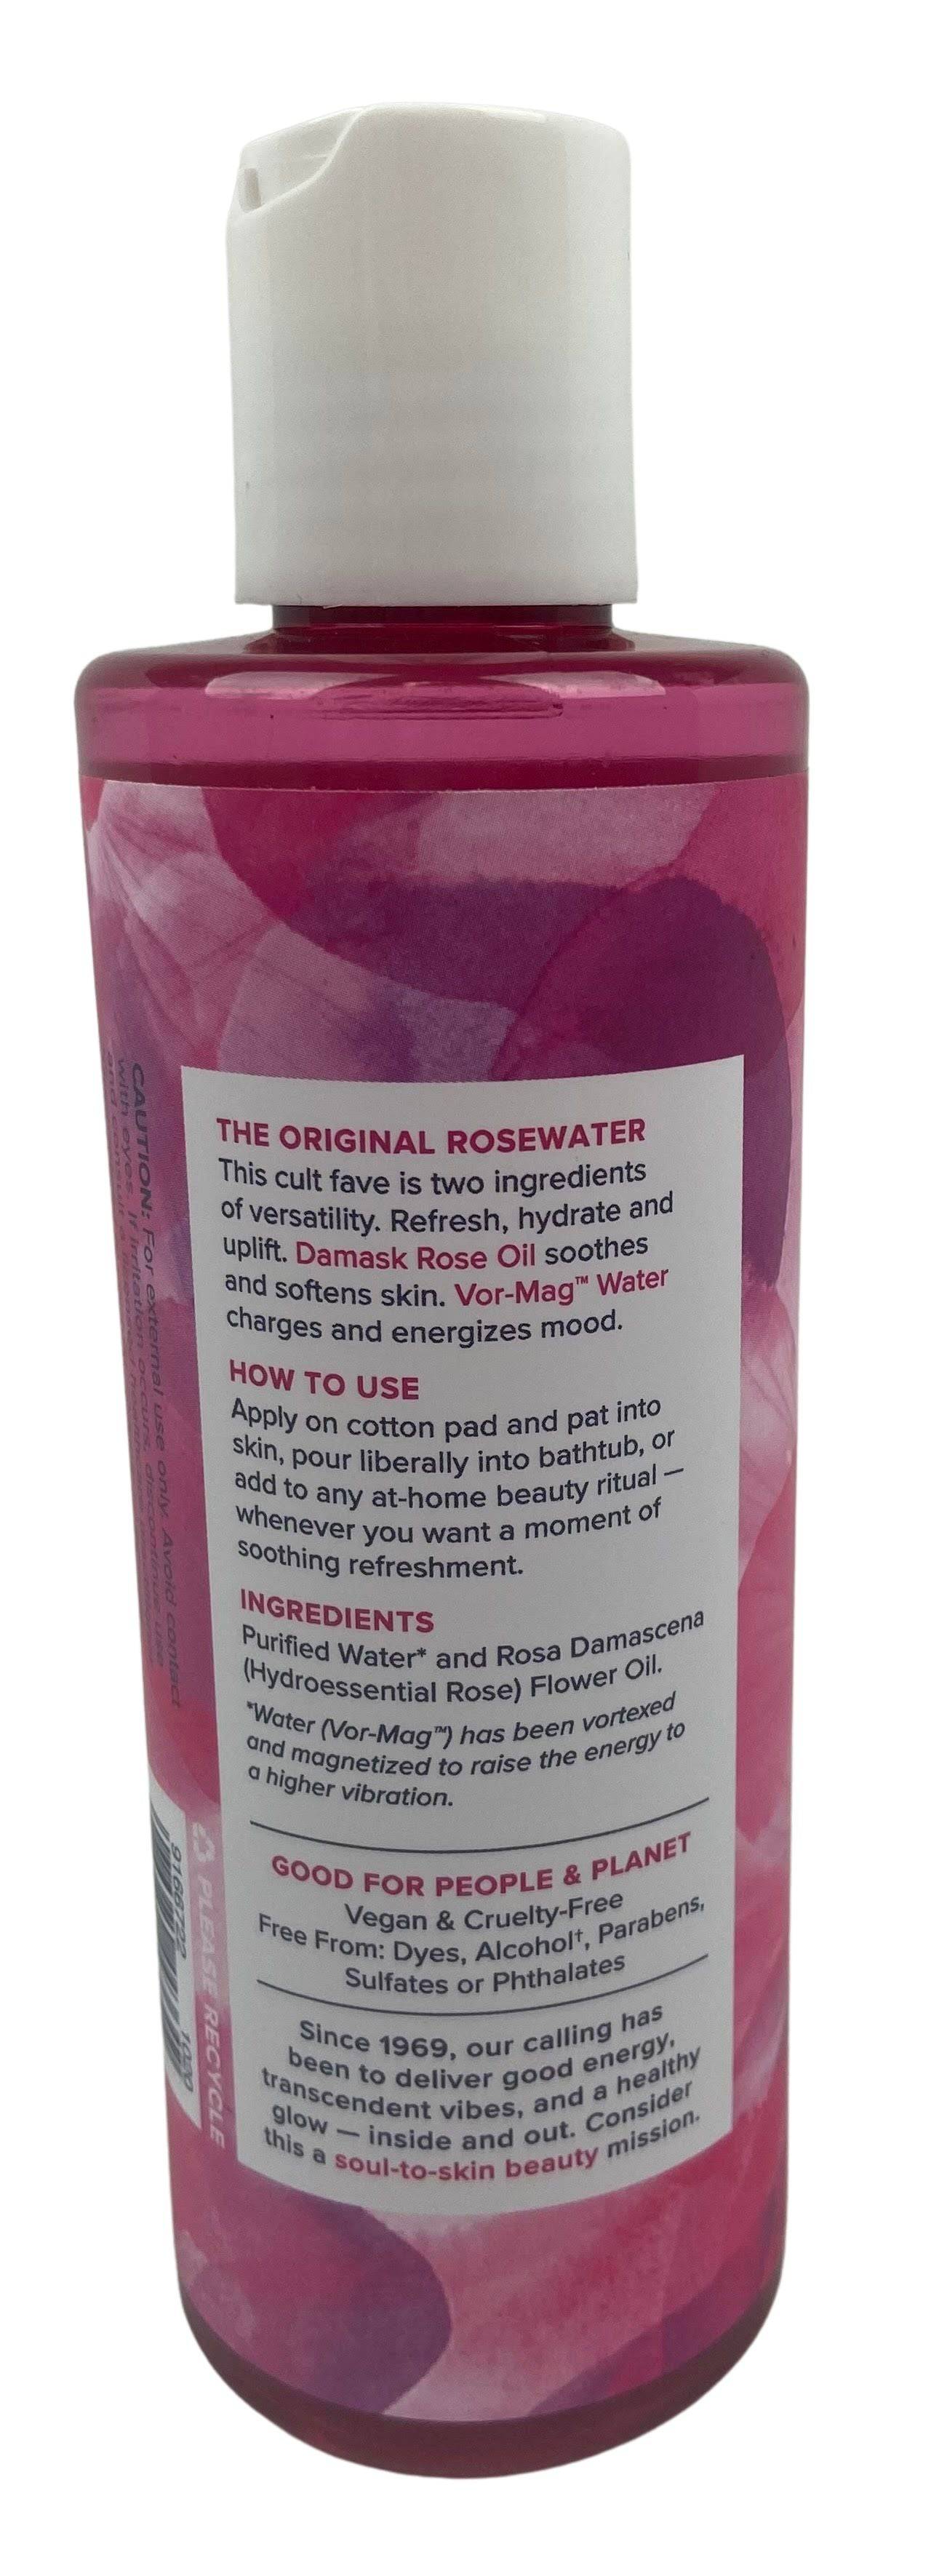 THE ORIGINAL ROSEWATER
This cult fave is two ingredients
of versatility. Refresh, hydrate and
uplift. Damask Rose Oil soothes
and softens skin. Vor-Mag™ Water
charges and energizes mood.
HOW TO USE
Apply on cotton pad and pat into
skin, pour liberally into bathtub, or
add to any at-home beauty ritual —
whenever you want a moment of
soothing refreshment.
INGREDIENTS
Purified Water* and Rosa Damascena
(Hydroessential Rose) Flower Oil.
*Water (Vor-Mag™) has been vortexed
and magnetized to raise the energy to
a higher vibration.
GOOD FOR PEOPLE & PLANET
Vegan & Cruelty-Free
Free From: Dyes, Alcohol†, Parabens,
Sulfates or Phthalates
Since 1969, our calling has
been to deliver good energy,
transcendent vibes, and a healthy
glow — inside and out. Consider
this a soul-to-skin beauty mission.
CAUTION: For external use only. Avoid contact
with eyes. If irritation occurs, discontinue use
and consult a
PLEASE RECYCLE